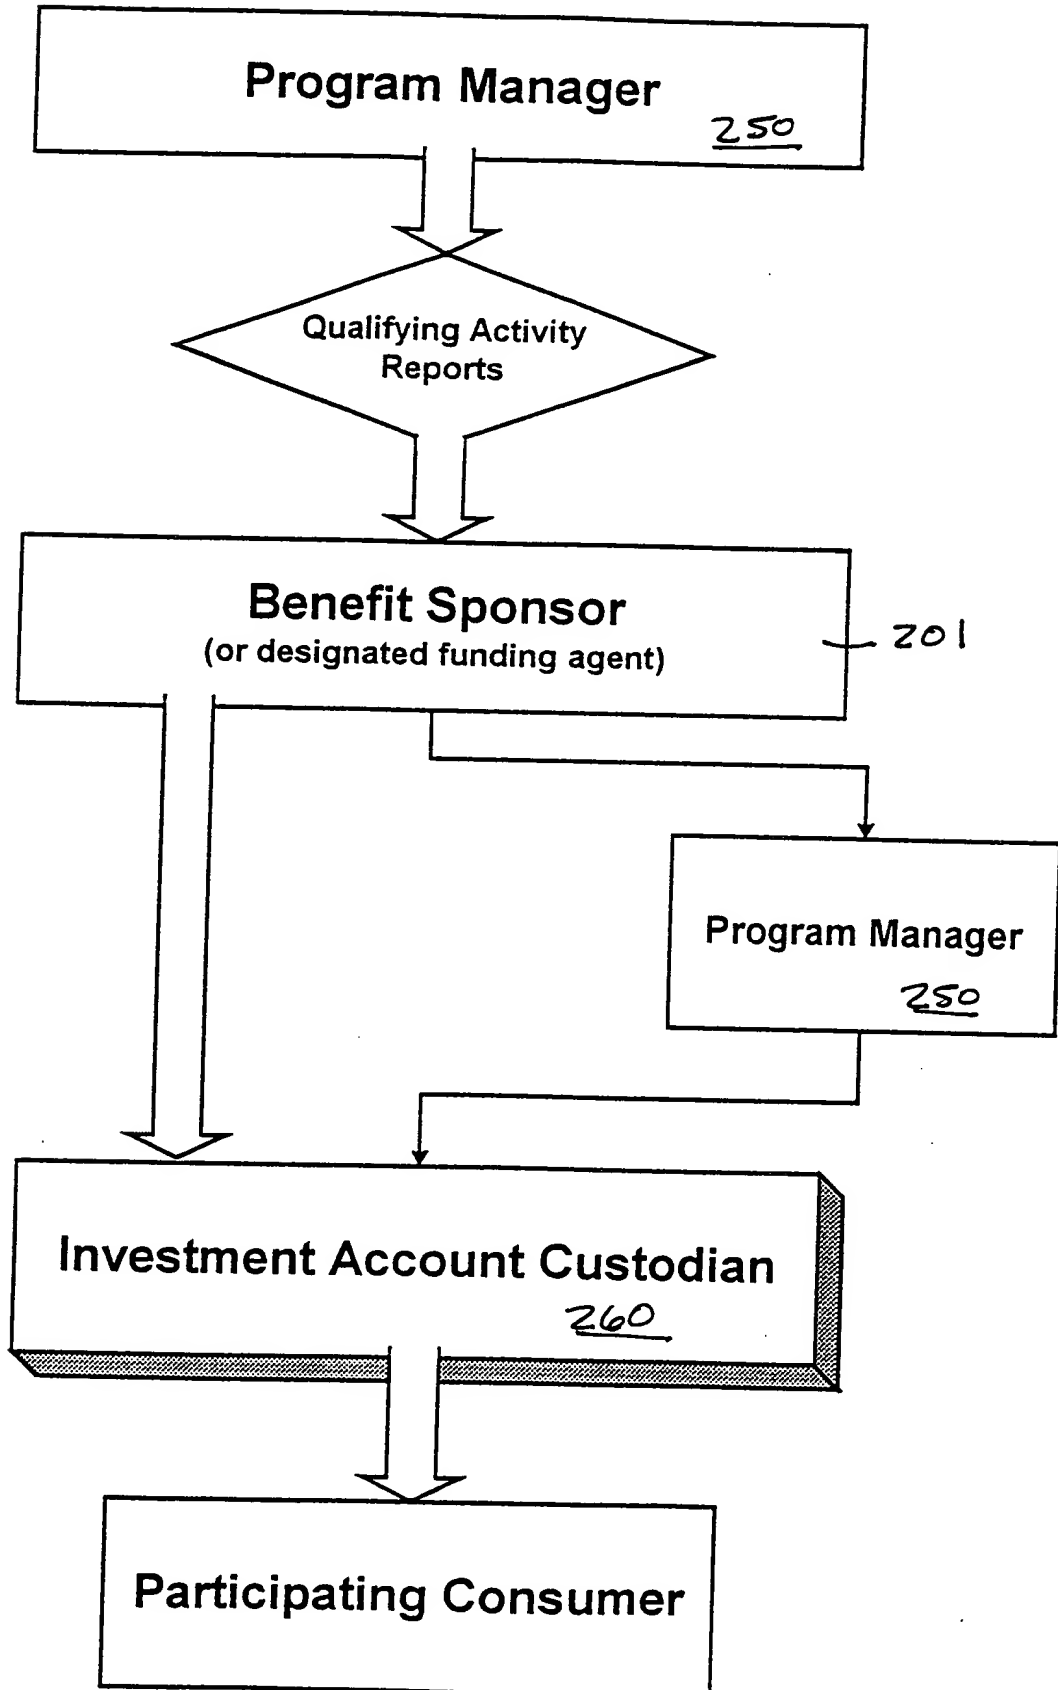 Program Manager
250
Qualifying Activity
Reports
Benefit Sponsor
(or designated funding agent)
201
Program Manager
250
Investment Account Custodian
260
Participating Consumer